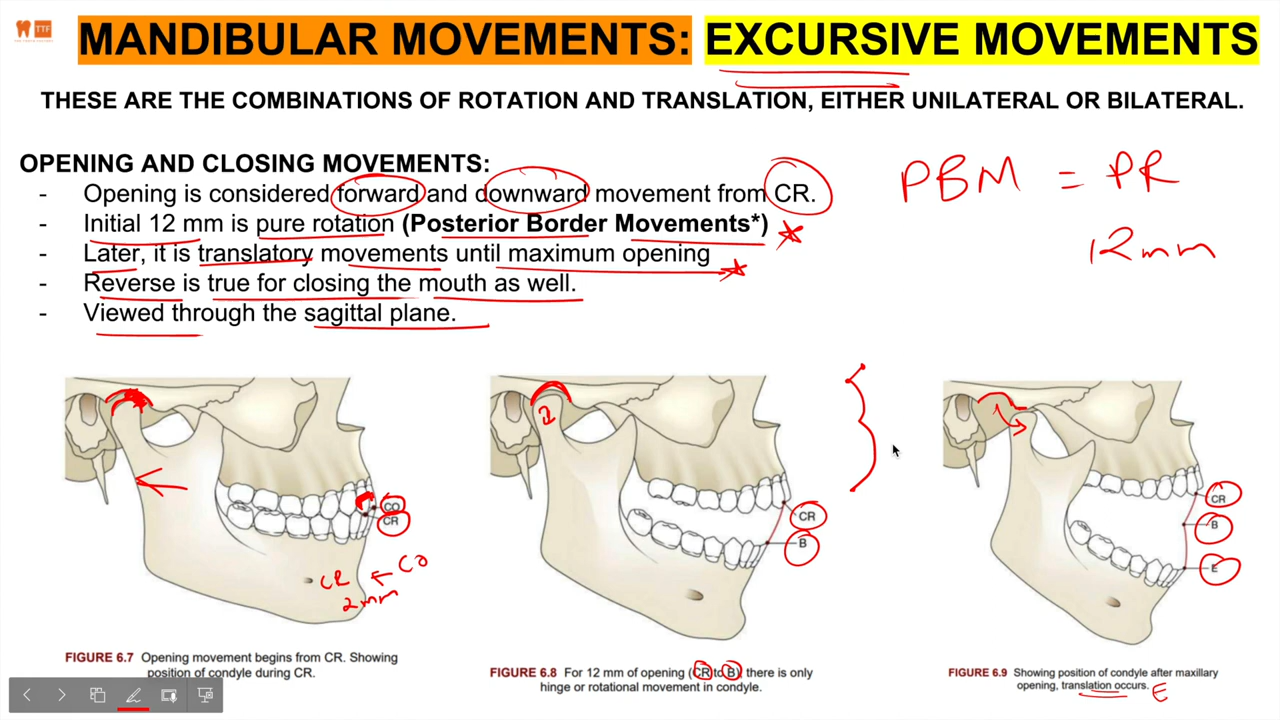 TTF
MANDIBULAR MOVEMENTS: EXCURSIVE MOVEMENTS
THESE ARE THE COMBINATIONS OF ROTATION AND TRANSLATION, EITHER UNILATERAL OR BILATERAL.
OPENING AND CLOSING MOVEMENTS:
- Opening is considered forward and downward movement from CR.
- Initial 12 mm is pure rotation (Posterior Border Movements*)
- Later, it is translatory movements until maximum opening
- Reverse is true for closing the mouth as well.
- Viewed through the sagittal plane.
PBM = PR
12mm
CO
CR
CR ← CO
2mm
FIGURE 6.7 Opening movement begins from CR. Showing
position of condyle during CR.
CR
B
FIGURE 6.8 For 12 mm of opening (CR to B), there is only
hinge or rotational movement in condyle.
CR
B
E
FIGURE 6.9 Showing position of condyle after maxillary
opening, translation occurs. E